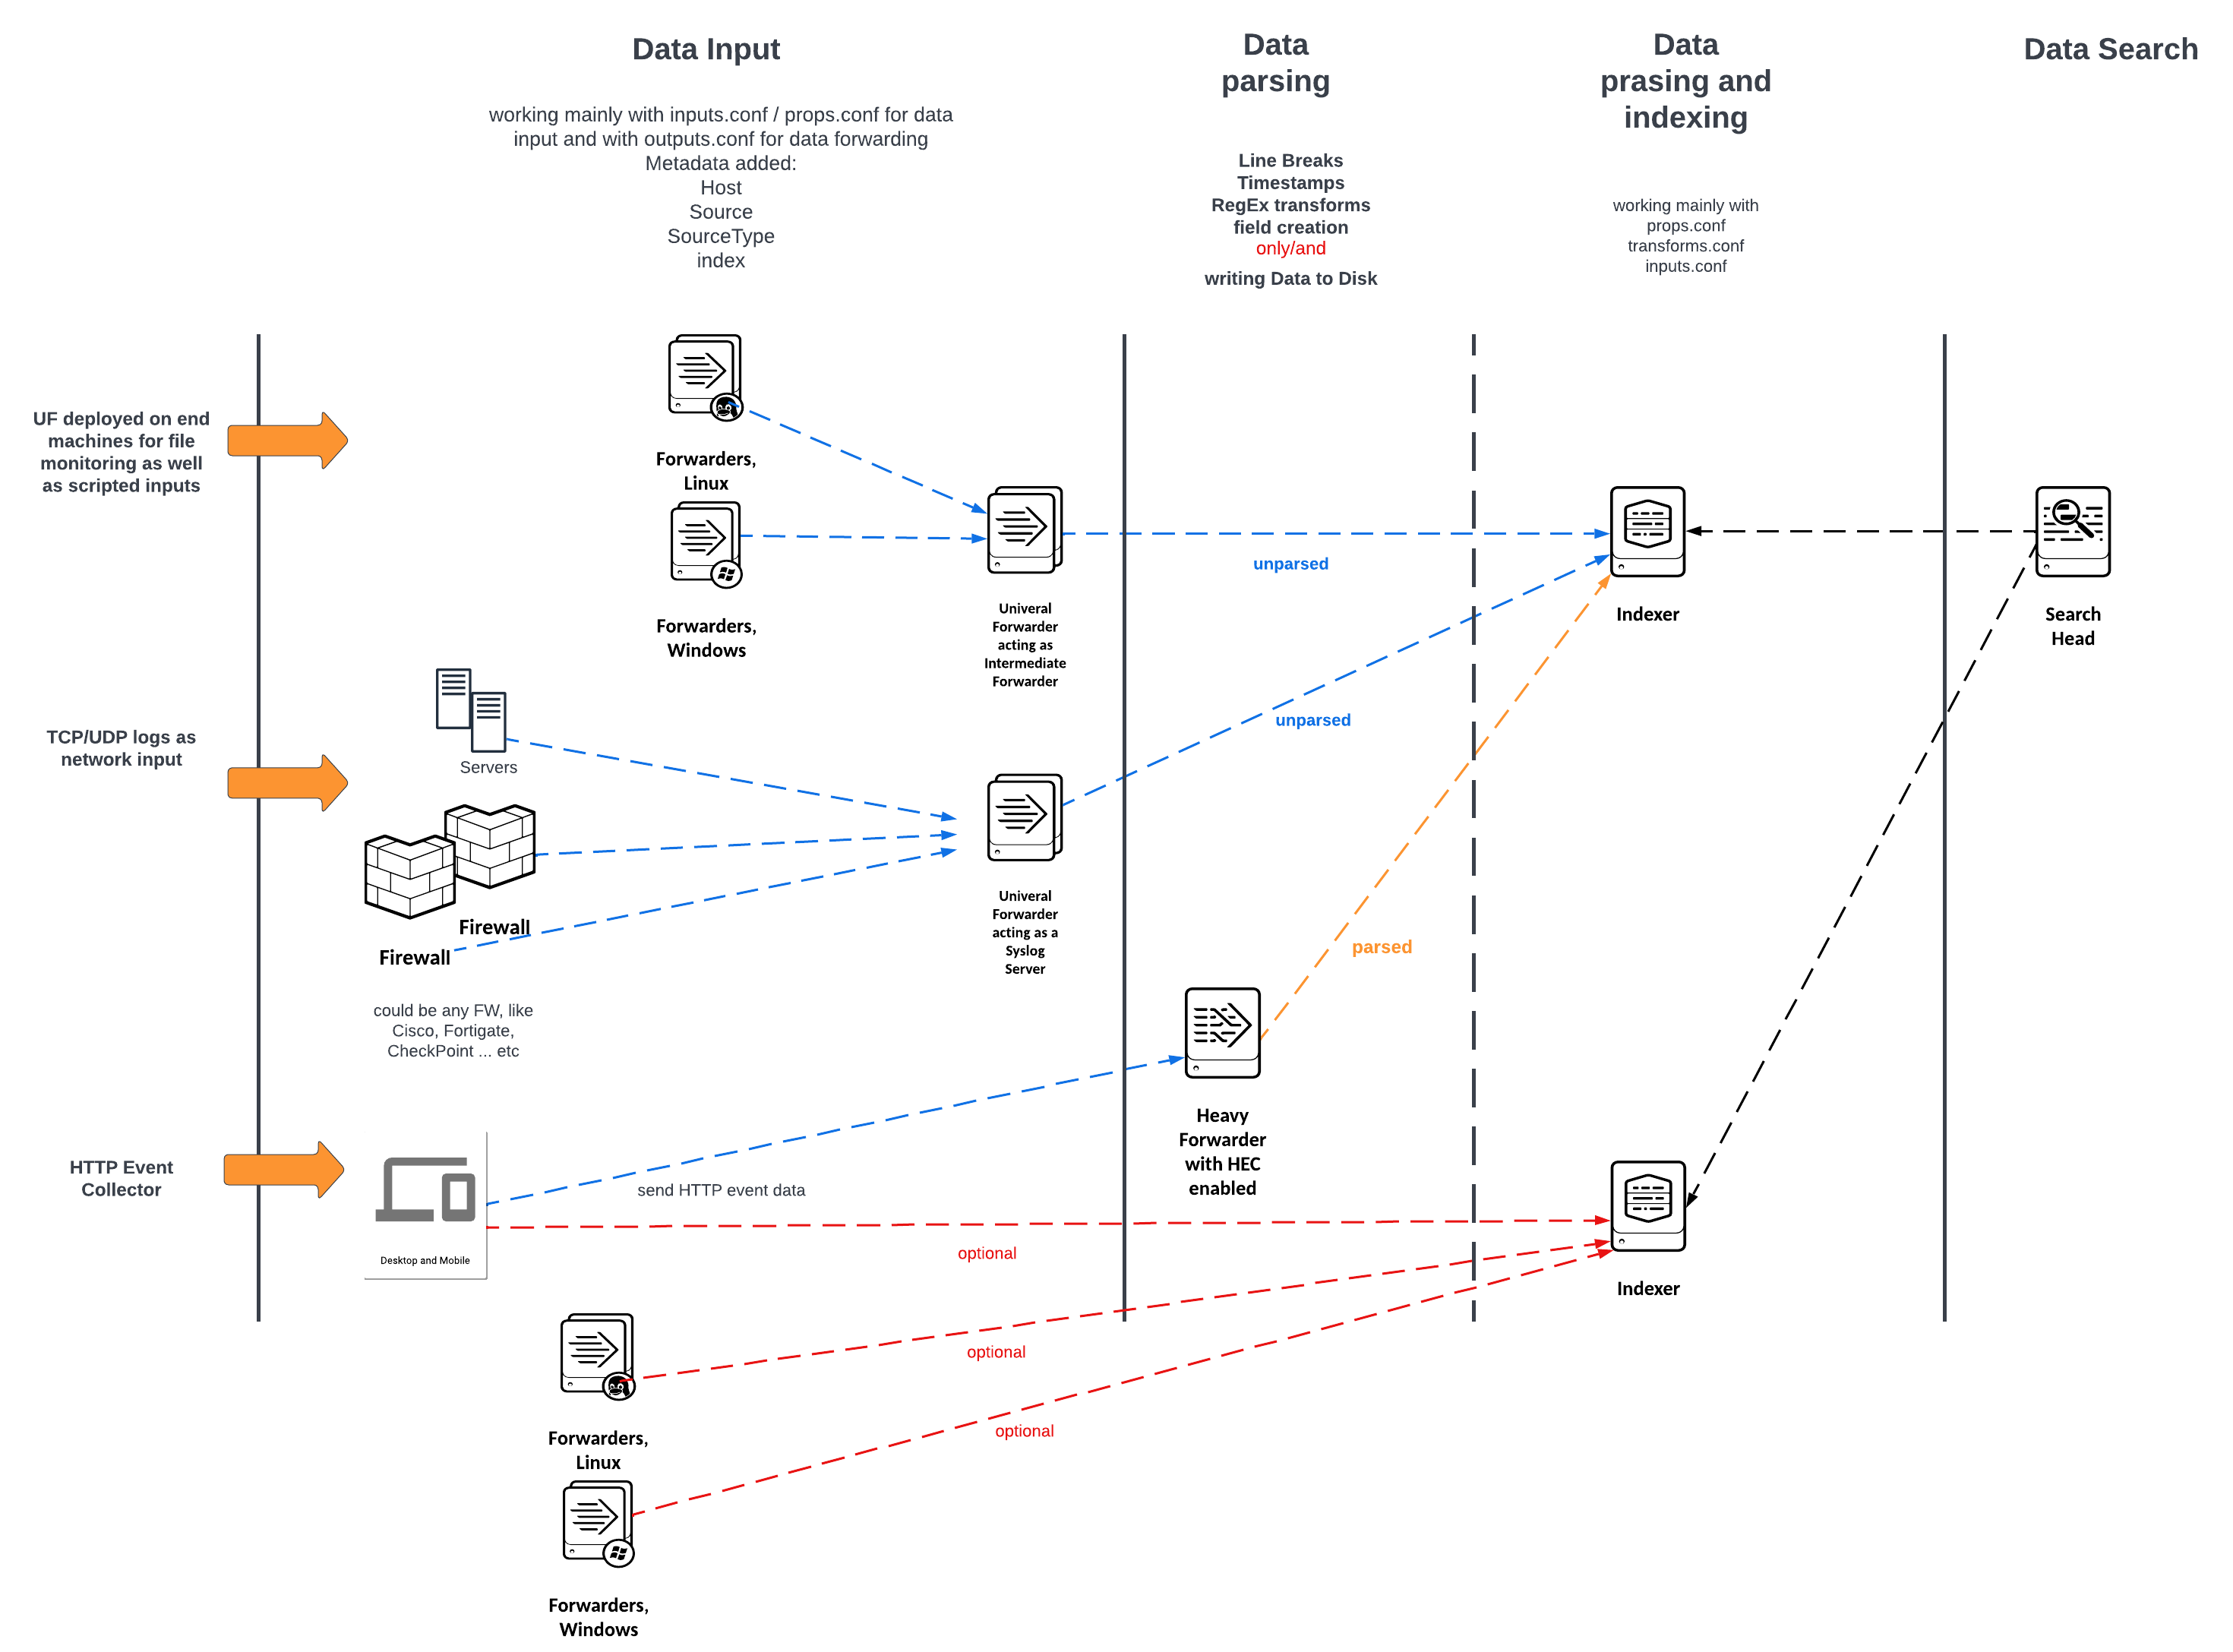 Data Input
working mainly with inputs.conf / props.conf for data
input and with outputs.conf for data forwarding
Metadata added:
Host
Source
SourceType
index
Data
parsing
Line Breaks
Timestamps
RegEx transforms
field creation
only/and
writing Data to Disk
Data
prasing and
indexing
working mainly with
props.conf
transforms.conf
inputs.conf
Data Search
UF deployed on end
machines for file
monitoring as well
as scripted inputs
Forwarders,
Linux
Forwarders,
Windows
Univeral
Forwarder
acting as
Intermediate
Forwarder
unparsed
Indexer
Search
Head
TCP/UDP logs as
network input
Servers
Firewall
Firewall
could be any FW, like
Cisco, Fortigate,
CheckPoint ... etc
Univeral
Forwarder
acting as a
Syslog
Server
unparsed
parsed
Heavy
Forwarder
with HEC
enabled
HTTP Event
Collector
Desktop and Mobile
send HTTP event data
optional
Indexer
optional
optional
Forwarders,
Linux
Forwarders,
Windows